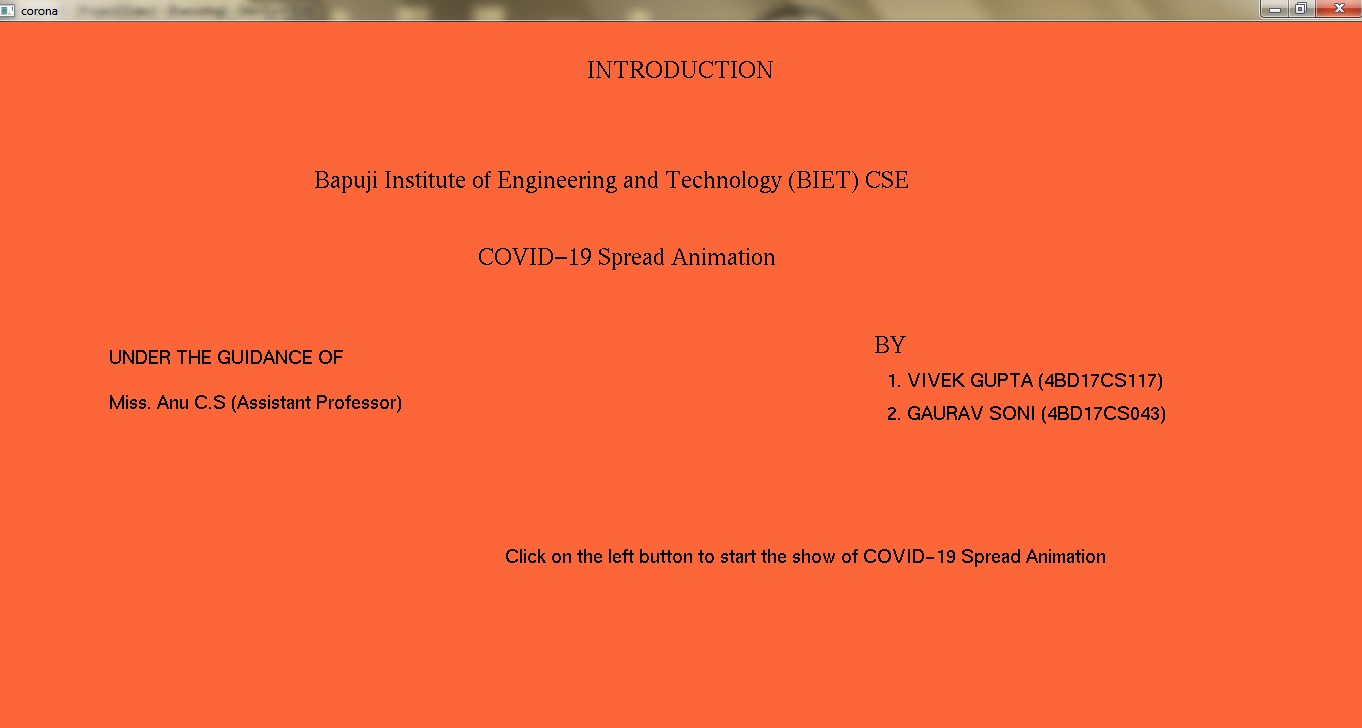 corona
INTRODUCTION
Bapuji Institute of Engineering and Technology (BIET) CSE
COVID−19 Spread Animation
UNDER THE GUIDANCE OF
Miss. Anu C.S (Assistant Professor)
BY
1. VIVEK GUPTA (4BD17CS117)
2. GAURAV SONI (4BD17CS043)
Click on the left button to start the show of COVID−19 Spread Animation